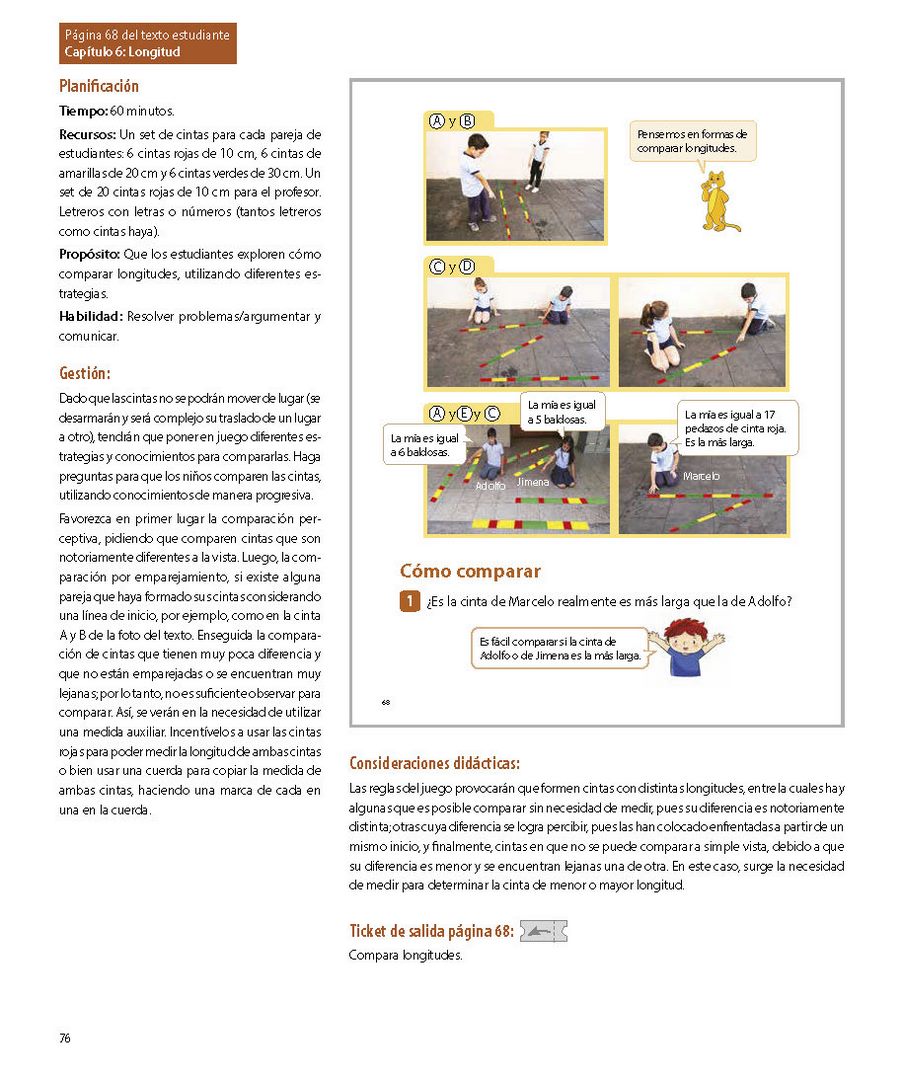 Página 68 del texto estudiante
Capítulo 6: Longitud
Planificación
Tiempo: 60 minutos.
Recursos: Un set de cintas para cada pareja de
estudiantes: 6 cintas rojas de 10 cm, 6 cintas de
amarillas de 20 cm y 6 cintas verdes de 30 cm. Un
set de 20 cintas rojas de 10 cm para el profesor.
Letreros con letras o números (tantos letreros
como cintas haya).
Propósito: Que los estudiantes exploren cómo
comparar longitudes, utilizando diferentes es-
trategias.
Habilidad: Resolver problemas/argumentar y
comunicar.
Gestión:
Dado que las cintas no se podrán mover de lugar (se
desarmarán y será complejo su traslado de un lugar
a otro), tendrán que poner en juego diferentes es-
trategias y conocimientos para compararlas. Haga
preguntas para que los niños comparen las cintas,
utilizando conocimientos de manera progresiva.
Favorezca en primer lugar la comparación per-
ceptiva, pidiendo que comparen cintas que son
notoriamente diferentes a la vista. Luego, la com-
paración por emparejamiento, si existe alguna
pareja que haya formado sus cintas considerando
una línea de inicio, por ejemplo, como en la cinta
A y B de la foto del texto. Enseguida la compara-
ción de cintas que tienen muy poca diferencia y
que no están emparejadas o se encuentran muy
lejanas; por lo tanto, no es suficiente observar para
comparar. Así, se verán en la necesidad de utilizar
una medida auxiliar. Incentívelos a usar las cintas
rojas para poder medir la longitud de ambas cintas
o bien usar una cuerda para copiar la medida de
ambas cintas, haciendo una marca de cada en
una en la cuerda.
A y B
Pensemos en formas de
comparar longitudes.
C y D
A y E y C
La mía es igual
a 6 baldosas.
La mía es igual
a 5 baldosas.
La mía es igual a 17
pedazos de cinta roja.
Es la más larga.
Adolfo
Jimena
Marcelo
Cómo comparar
1 ¿Es la cinta de Marcelo realmente es más larga que la de Adolfo?
Es fácil comparar si la cinta de
Adolfo o de Jimena es la más larga.
68
Consideraciones didácticas:
Las reglas del juego provocarán que formen cintas con distintas longitudes, entre la cuales hay
algunas que es posible comparar sin necesidad de medir, pues su diferencia es notoriamente
distinta; otras cuya diferencia se logra percibir, pues las han colocado enfrentadas a partir de un
mismo inicio, y finalmente, cintas en que no se puede comparar a simple vista, debido a que
su diferencia es menor y se encuentran lejanas una de otra. En este caso, surge la necesidad
de medir para determinar la cinta de menor o mayor longitud.
Ticket de salida página 68:
Compara longitudes.
76